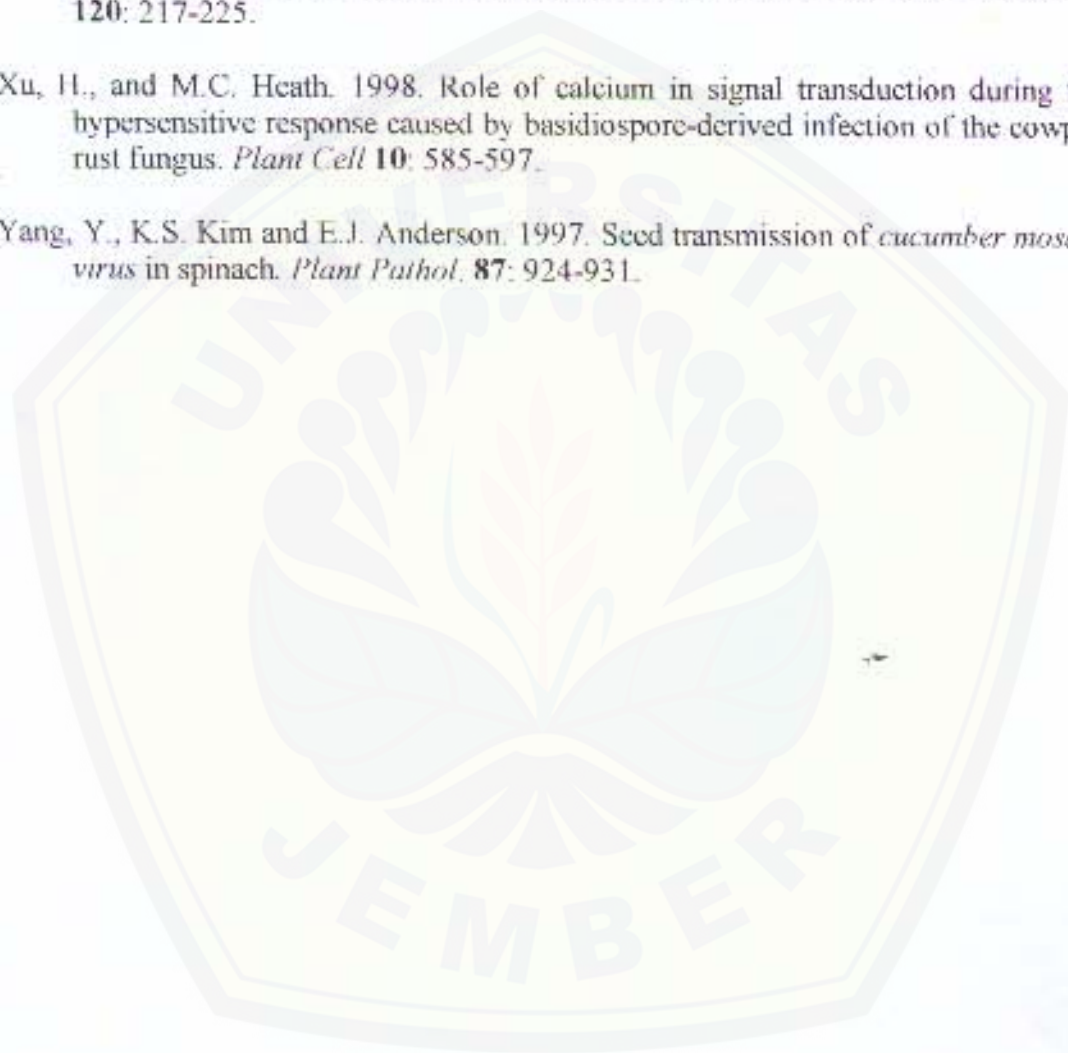 120: 217-225.
Xu, H., and M.C. Heath. 1998. Role of calcium in signal transduction during
hypersensitive response caused by basidiospore-derived infection of the
rust fungus. Plant Cell 10: 585-597.
Yang, Y., K.S. Kim and E.J. Anderson. 1997. Seed transmission of cucumber
virus in spinach. Plant Pathol. 87: 924-931.
UNIVERSITAS
JEMBER